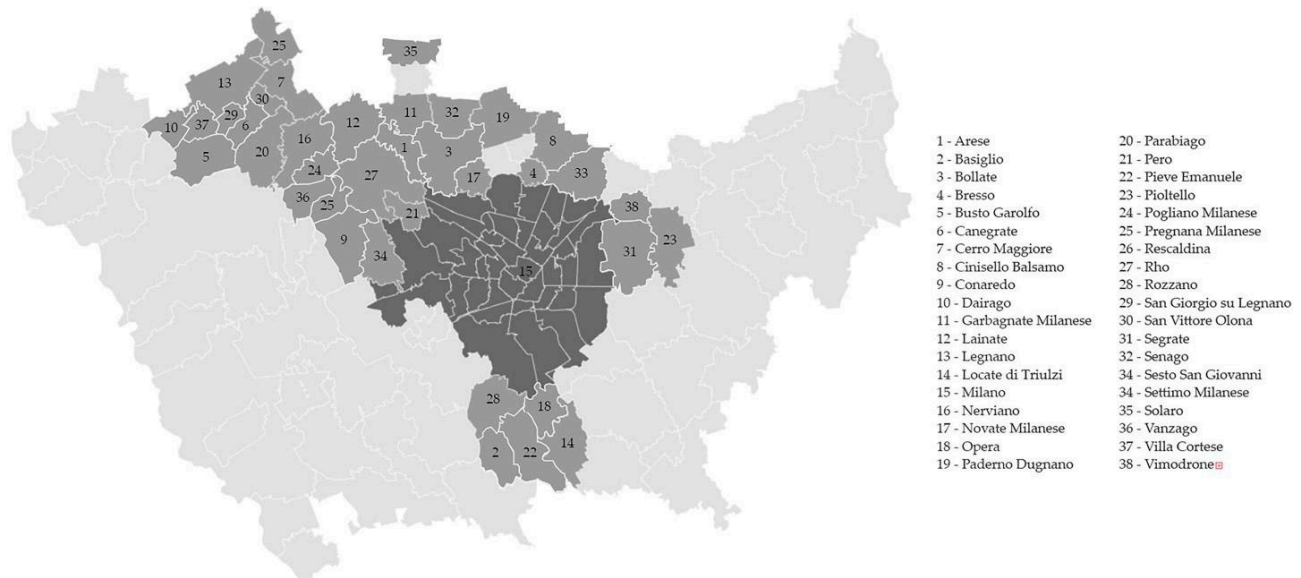 25
35
13
7
30
29
37
10
6
5
20
16
12
11
32
19
1
3
8
24
27
17
4
33
36
25
21
38
9
34
31
23
15
28
18
2
22
14
1 - Arese
2 - Basiglio
3 - Bollate
4 - Bresso
5 - Busto Garolfo
6 - Canegrate
7 - Cerro Maggiore
8 - Cinisello Balsamo
9 - Conaredo
10 - Dairago
11 - Garbagnate Milanese
12 - Lainate
13 - Legnano
14 - Locate di Triulzi
15 - Milano
16 - Nerviano
17 - Novate Milanese
18 - Opera
19 - Paderno Dugnano
20 - Parabiago
21 - Pero
22 - Pieve Emanuele
23 - Pioltello
24 - Pogliano Milanese
25 - Pregnana Milanese
26 - Rescaldina
27 - Rho
28 - Rozzano
29 - San Giorgio su Legnano
30 - San Vittore Olona
31 - Segrate
32 - Senago
34 - Sesto San Giovanni
34 - Settimo Milanese
35 - Solaro
36 - Vanzago
37 - Villa Cortese
38 - Vimodrone